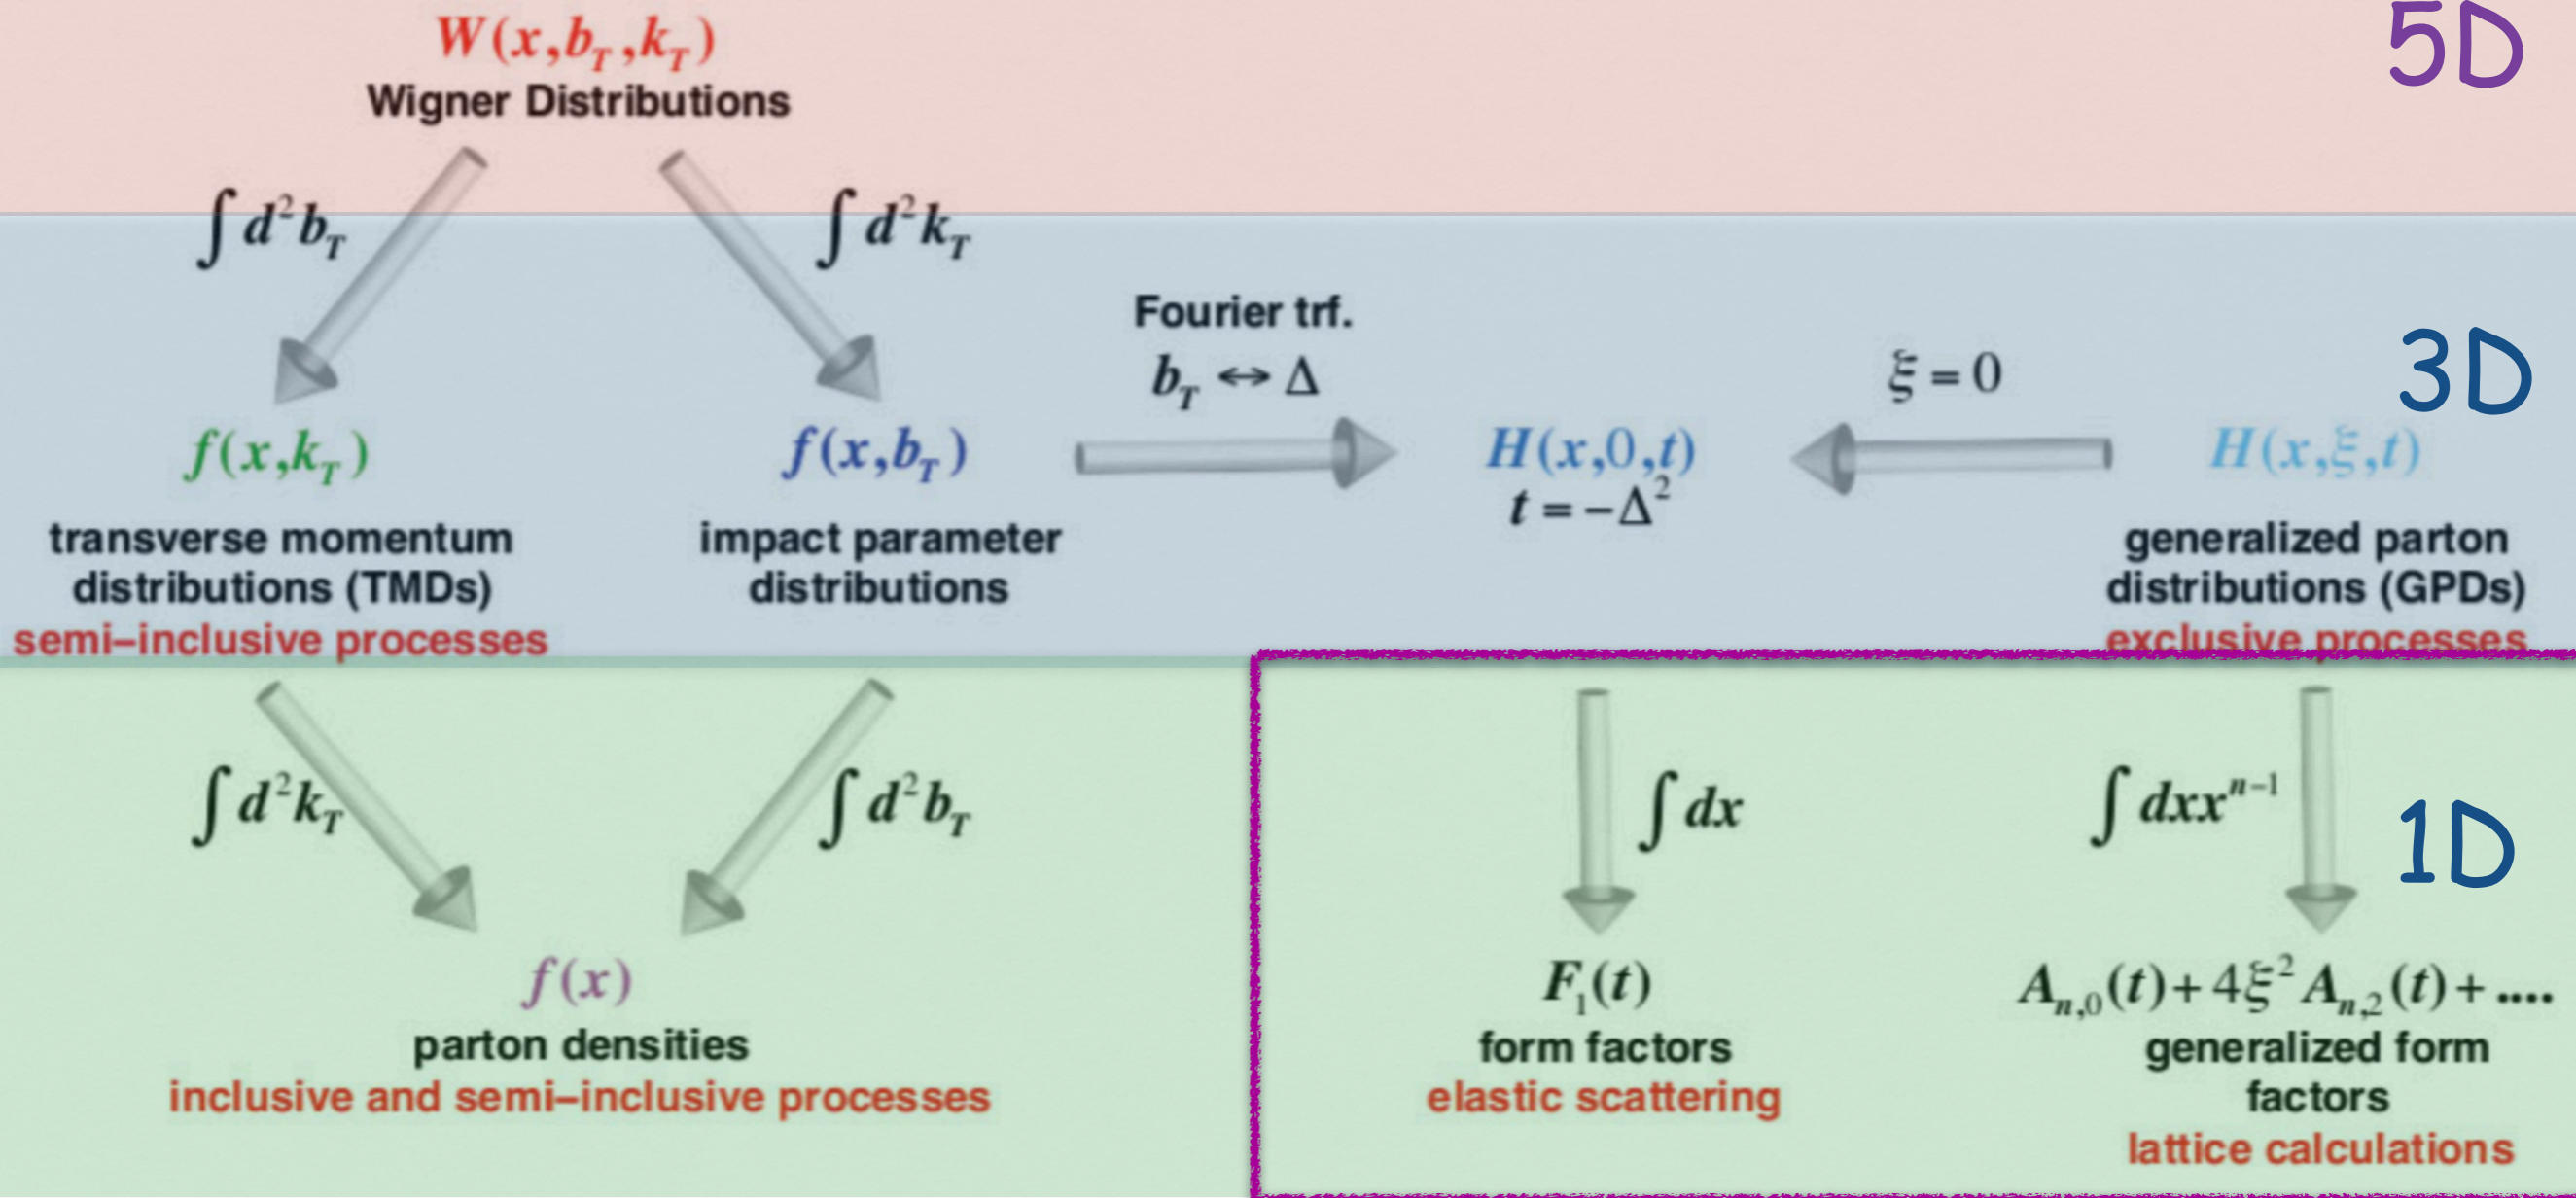 W(x,b_T,k_T)
Wigner Distributions
5D
∫d²b_T
∫d²k_T
Fourier trf.
b_T ↔ Δ
ξ = 0
3D
f(x,k_T)
transverse momentum
distributions (TMDs)
semi–inclusive processes
f(x,b_T)
impact parameter
distributions
H(x,0,t)
t = −Δ²
H(x,ξ,t)
generalized parton
distributions (GPDs)
exclusive processes
∫d²k_T
∫d²b_T
∫dx
∫dxxⁿ⁻¹
1D
f(x)
parton densities
inclusive and semi–inclusive processes
F₁(t)
form factors
elastic scattering
A_{n,0}(t) + 4ξ² A_{n,2}(t) + ....
generalized form
factors
lattice calculations